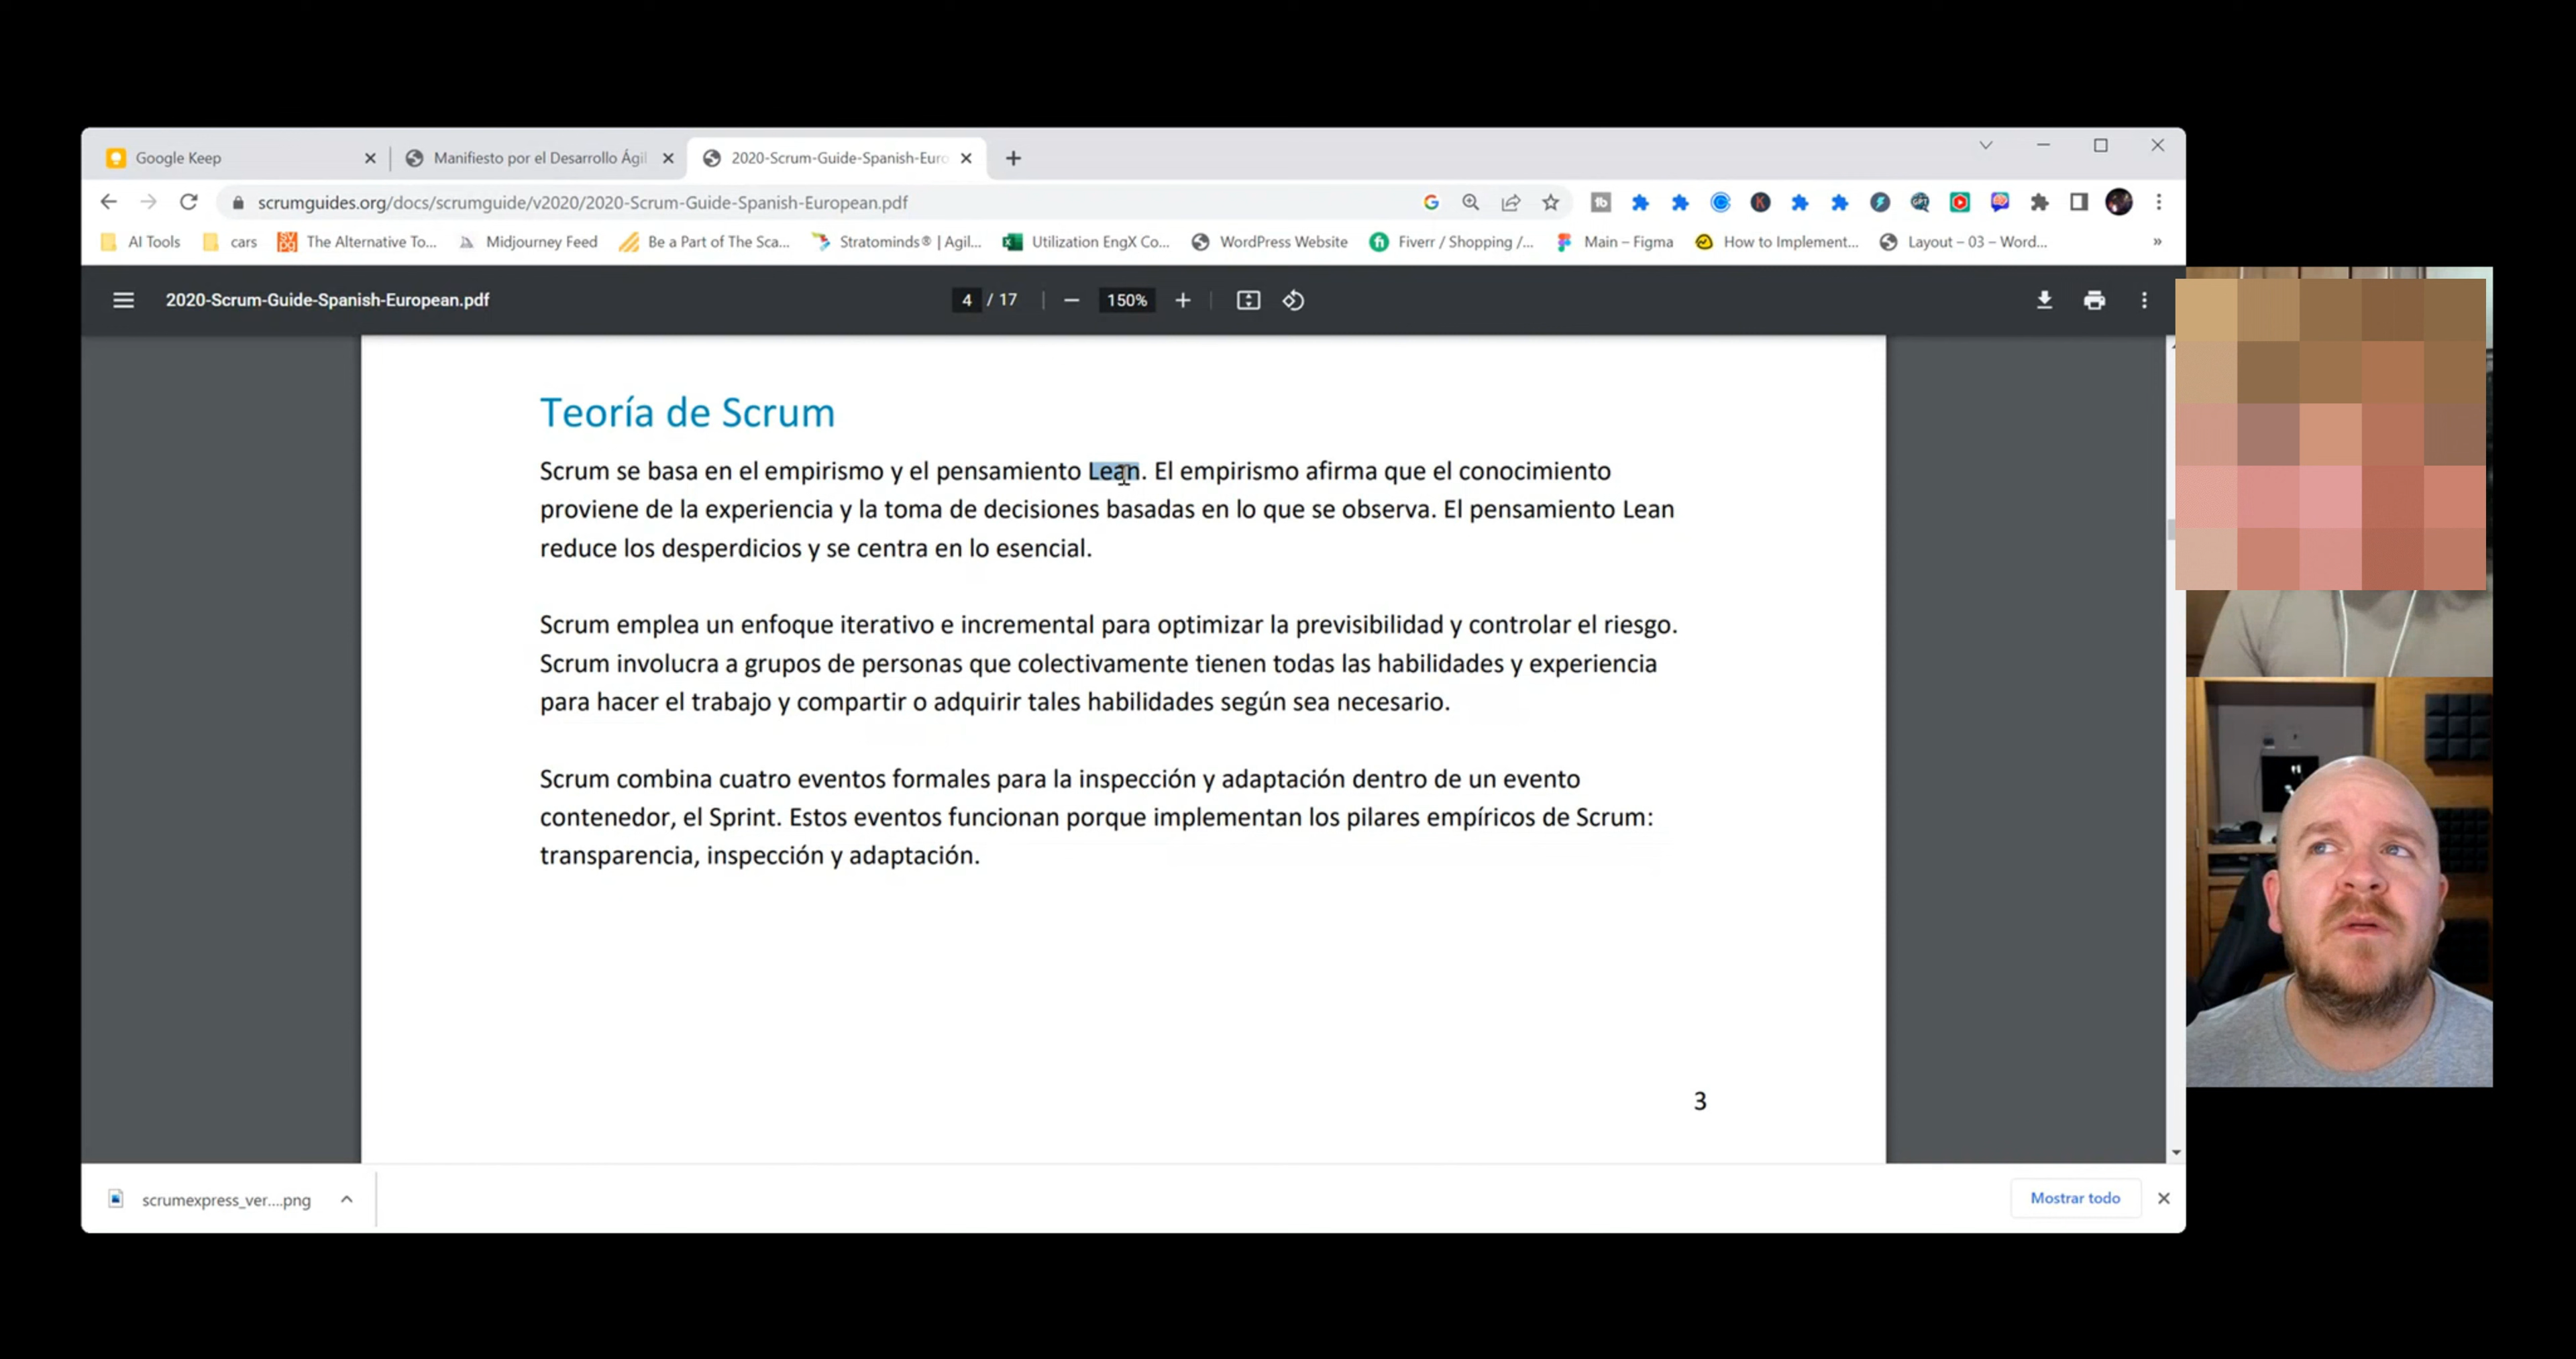 Google Keep
Manifiesto por el Desarrollo Ágil
2020-Scrum-Guide-Spanish-Euro
scrumguides.org/docs/scrumguide/v2020/2020-Scrum-Guide-Spanish-European.pdf
AI Tools
cars
The Alternative To...
Midjourney Feed
Be a Part of The Sca...
Stratominds® | Agil...
Utilization EngX Co...
WordPress Website
Fiverr / Shopping /...
Main – Figma
How to Implement...
Layout – 03 – Word...
»
2020-Scrum-Guide-Spanish-European.pdf
4 / 17
150%
Teoría de Scrum
Scrum se basa en el empirismo y el pensamiento Lean. El empirismo afirma que el conocimiento
proviene de la experiencia y la toma de decisiones basadas en lo que se observa. El pensamiento Lean
reduce los desperdicios y se centra en lo esencial.
Scrum emplea un enfoque iterativo e incremental para optimizar la previsibilidad y controlar el riesgo.
Scrum involucra a grupos de personas que colectivamente tienen todas las habilidades y experiencia
para hacer el trabajo y compartir o adquirir tales habilidades según sea necesario.
Scrum combina cuatro eventos formales para la inspección y adaptación dentro de un evento
contenedor, el Sprint. Estos eventos funcionan porque implementan los pilares empíricos de Scrum:
transparencia, inspección y adaptación.
3
scrumexpress_ver....png
Mostrar todo